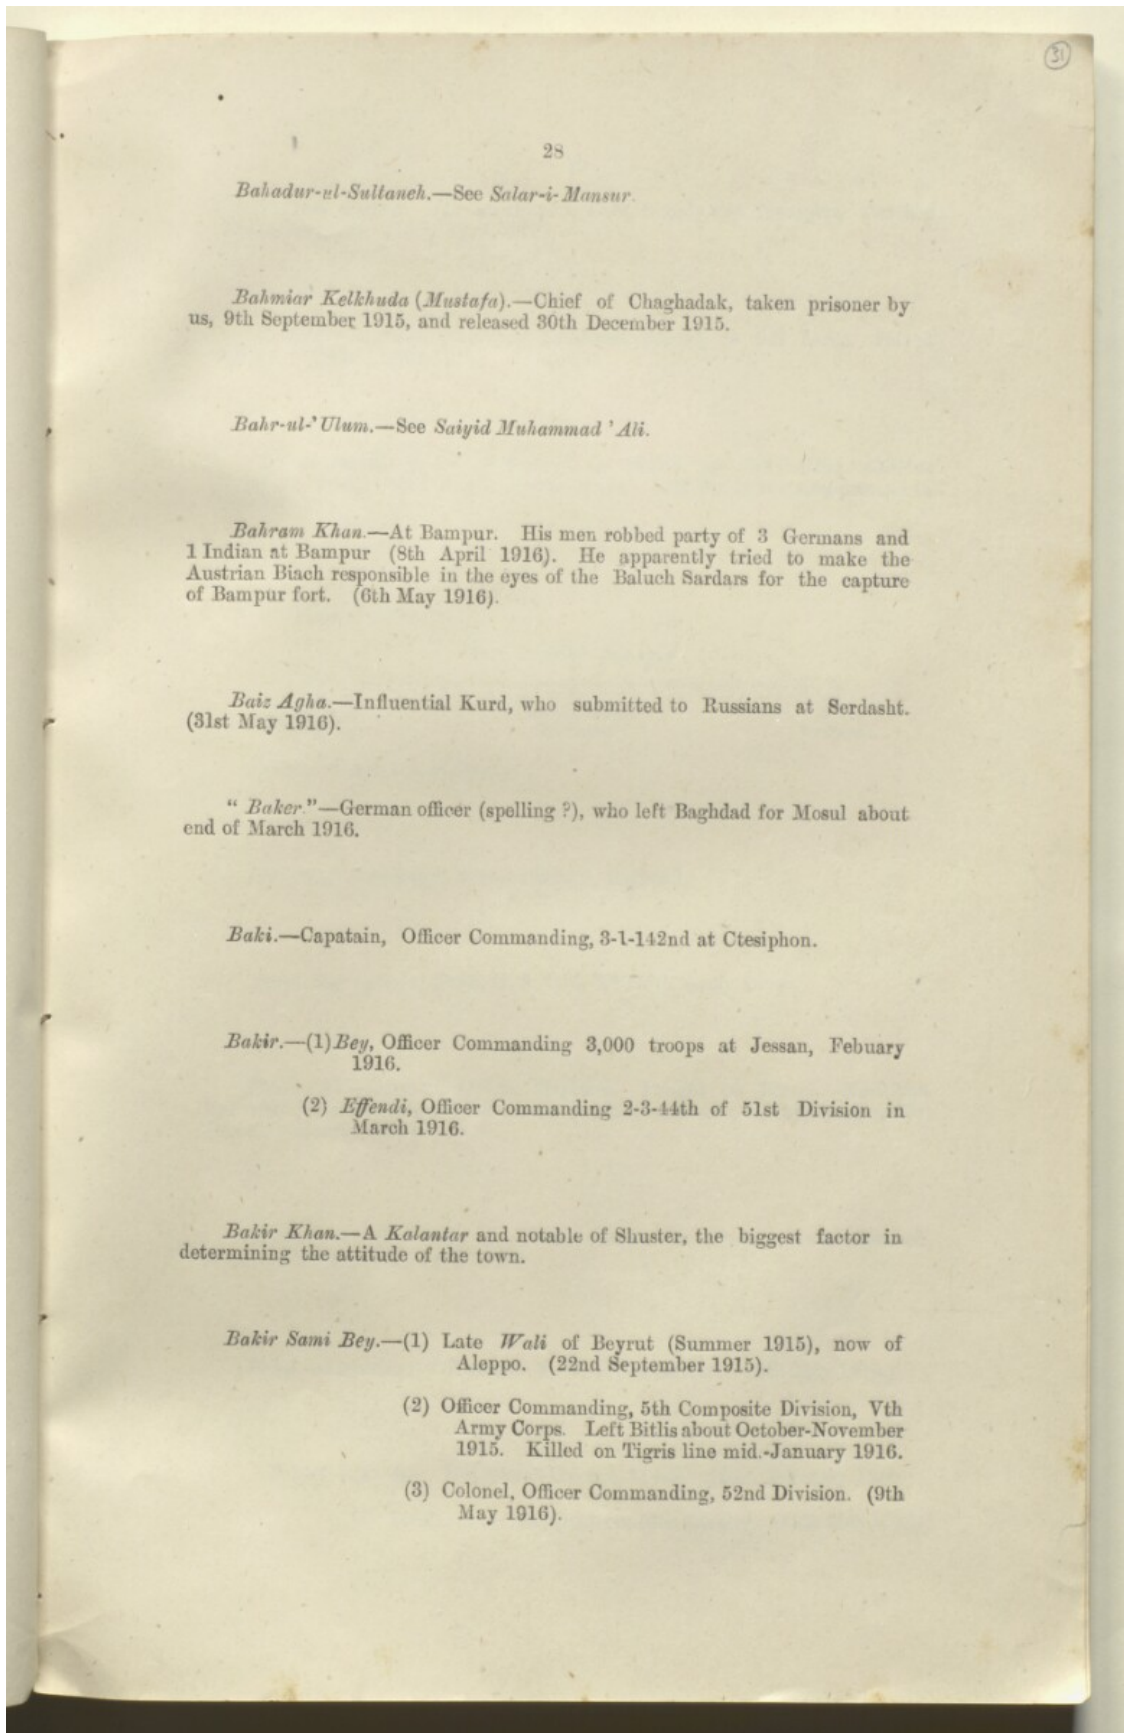 31
28
Bahadur-ul-Sultaneh.—See Salar-i-Mansur.
Bahmiar Kelkhuda (Mustafa).—Chief of Chaghadak, taken prisoner by
us, 9th September 1915, and released 30th December 1915.
Bahr-ul-'Ulum.—See Saiyid Muhammad 'Ali.
Bahram Khan.—At Bampur. His men robbed party of 3 Germans and
1 Indian at Bampur (8th April 1916). He apparently tried to make the
Austrian Biach responsible in the eyes of the Baluch Sardars for the capture
of Bampur fort. (6th May 1916).
Baiz Agha.—Influential Kurd, who submitted to Russians at Serdasht.
(31st May 1916).
" Baker."—German officer (spelling ?), who left Baghdad for Mosul about
end of March 1916.
Baki.—Capatain, Officer Commanding, 3-1-142nd at Ctesiphon.
Bakir.—(1) Bey, Officer Commanding 3,000 troops at Jessan, Febuary
1916.
(2) Effendi, Officer Commanding 2-3-44th of 51st Division in
March 1916.
Bakir Khan.—A Kalantar and notable of Shuster, the biggest factor in
determining the attitude of the town.
Bakir Sami Bey.—(1) Late Wali of Beyrut (Summer 1915), now of
Aleppo. (22nd September 1915).
(2) Officer Commanding, 5th Composite Division, Vth
Army Corps. Left Bitlis about October-November
1915. Killed on Tigris line mid.-January 1916.
(3) Colonel, Officer Commanding, 52nd Division. (9th
May 1916).